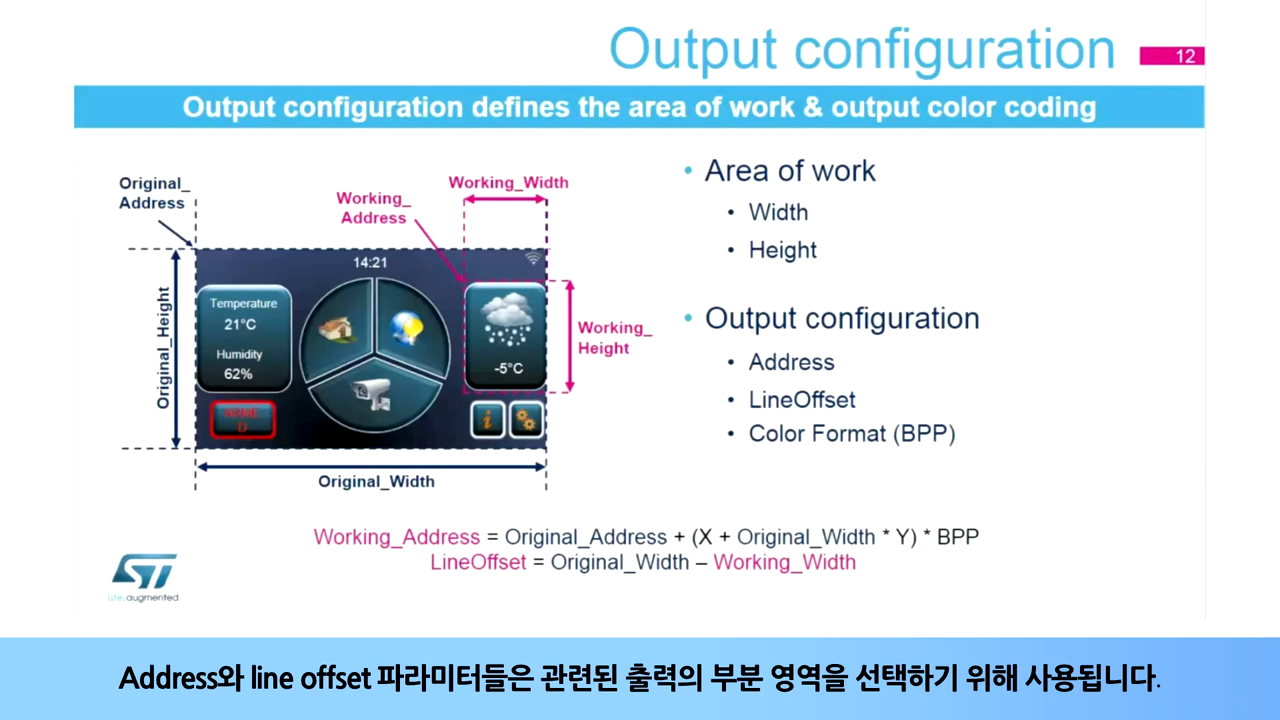 Output configuration
12
Output configuration defines the area of work & output color coding
Original_
Address
Working_
Address
Working_Width
Original_Height
14:21
Temperature
21°C
Humidity
62%
ARME
D
-5°C
i
Working_
Height
Original_Width
• Area of work
• Width
• Height
• Output configuration
• Address
• LineOffset
• Color Format (BPP)
Working_Address = Original_Address + (X + Original_Width * Y) * BPP
LineOffset = Original_Width – Working_Width
ST
life.augmented
Address와 line offset 파라미터들은 관련된 출력의 부분 영역을 선택하기 위해 사용됩니다.